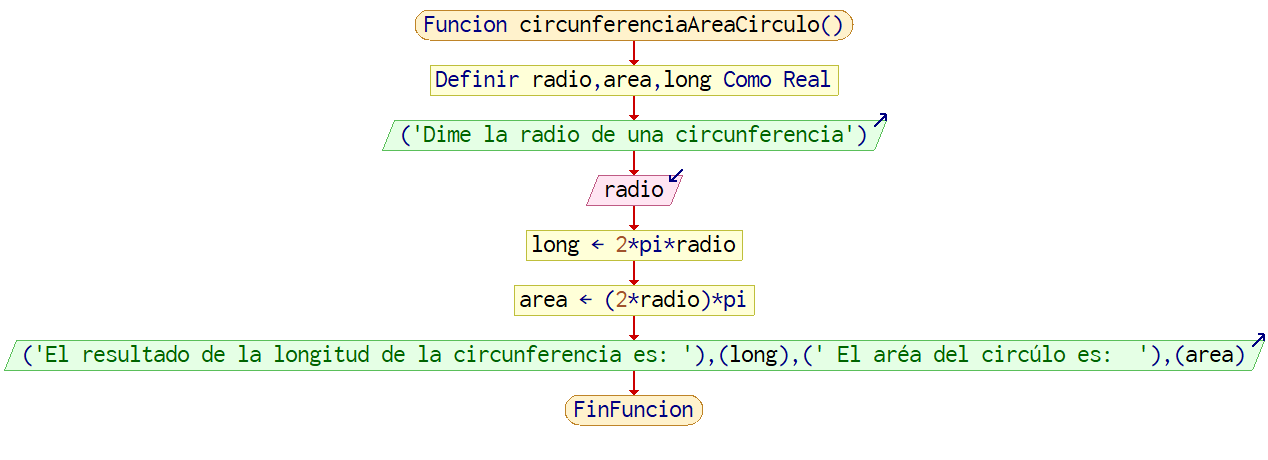 Funcion circunferenciaAreaCirculo()
Definir radio,area,long Como Real
('Dime la radio de una circunferencia')
radio
long ← 2*pi*radio
area ← (2*radio)*pi
('El resultado de la longitud de la circunferencia es: '),(long),(' El aréa del circúlo es:  '),(area)
FinFuncion